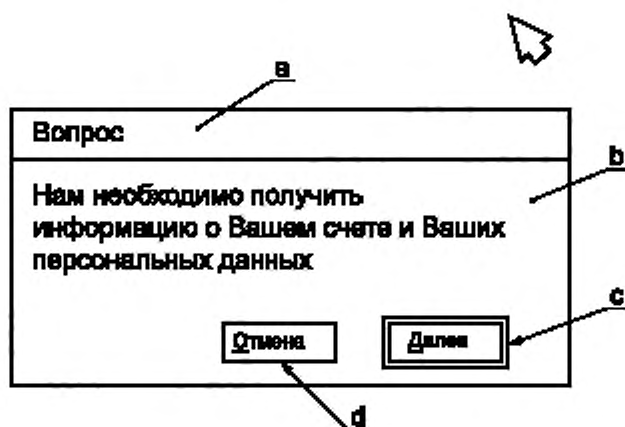 a
Вопрос
b
Нам необходимо получить
информацию о Вашем счете и Ваших
персональных данных
c
Отмена Далее
d